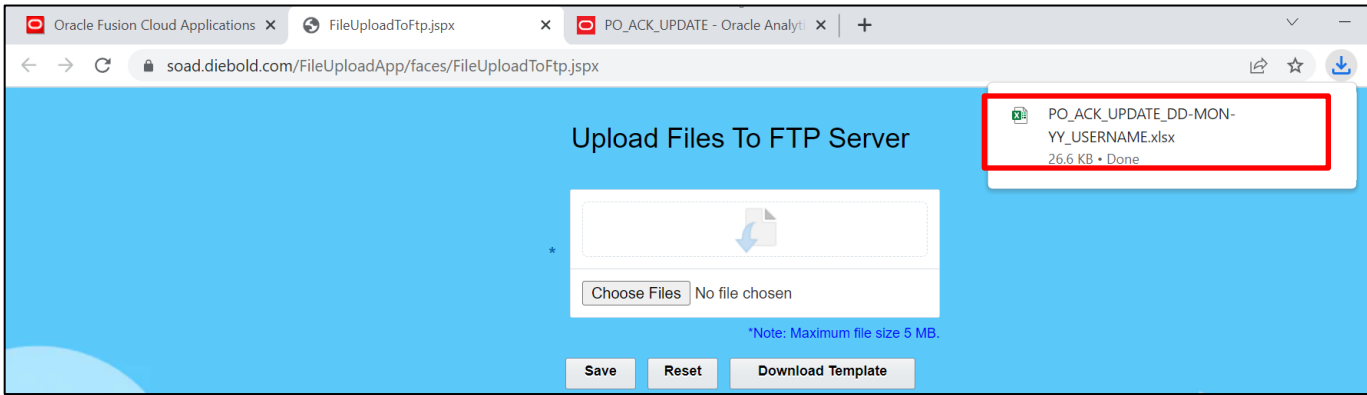 Oracle Fusion Cloud Applications
FileUploadToFtp.jspx
PO_ACK_UPDATE - Oracle Analyti
soad.diebold.com/FileUploadApp/faces/FileUploadToFtp.jspx
PO_ACK_UPDATE_DD-MON-
YY_USERNAME.xlsx
26.6 KB • Done
Upload Files To FTP Server
*
Choose Files No file chosen
*Note: Maximum file size 5 MB.
Save Reset Download Template